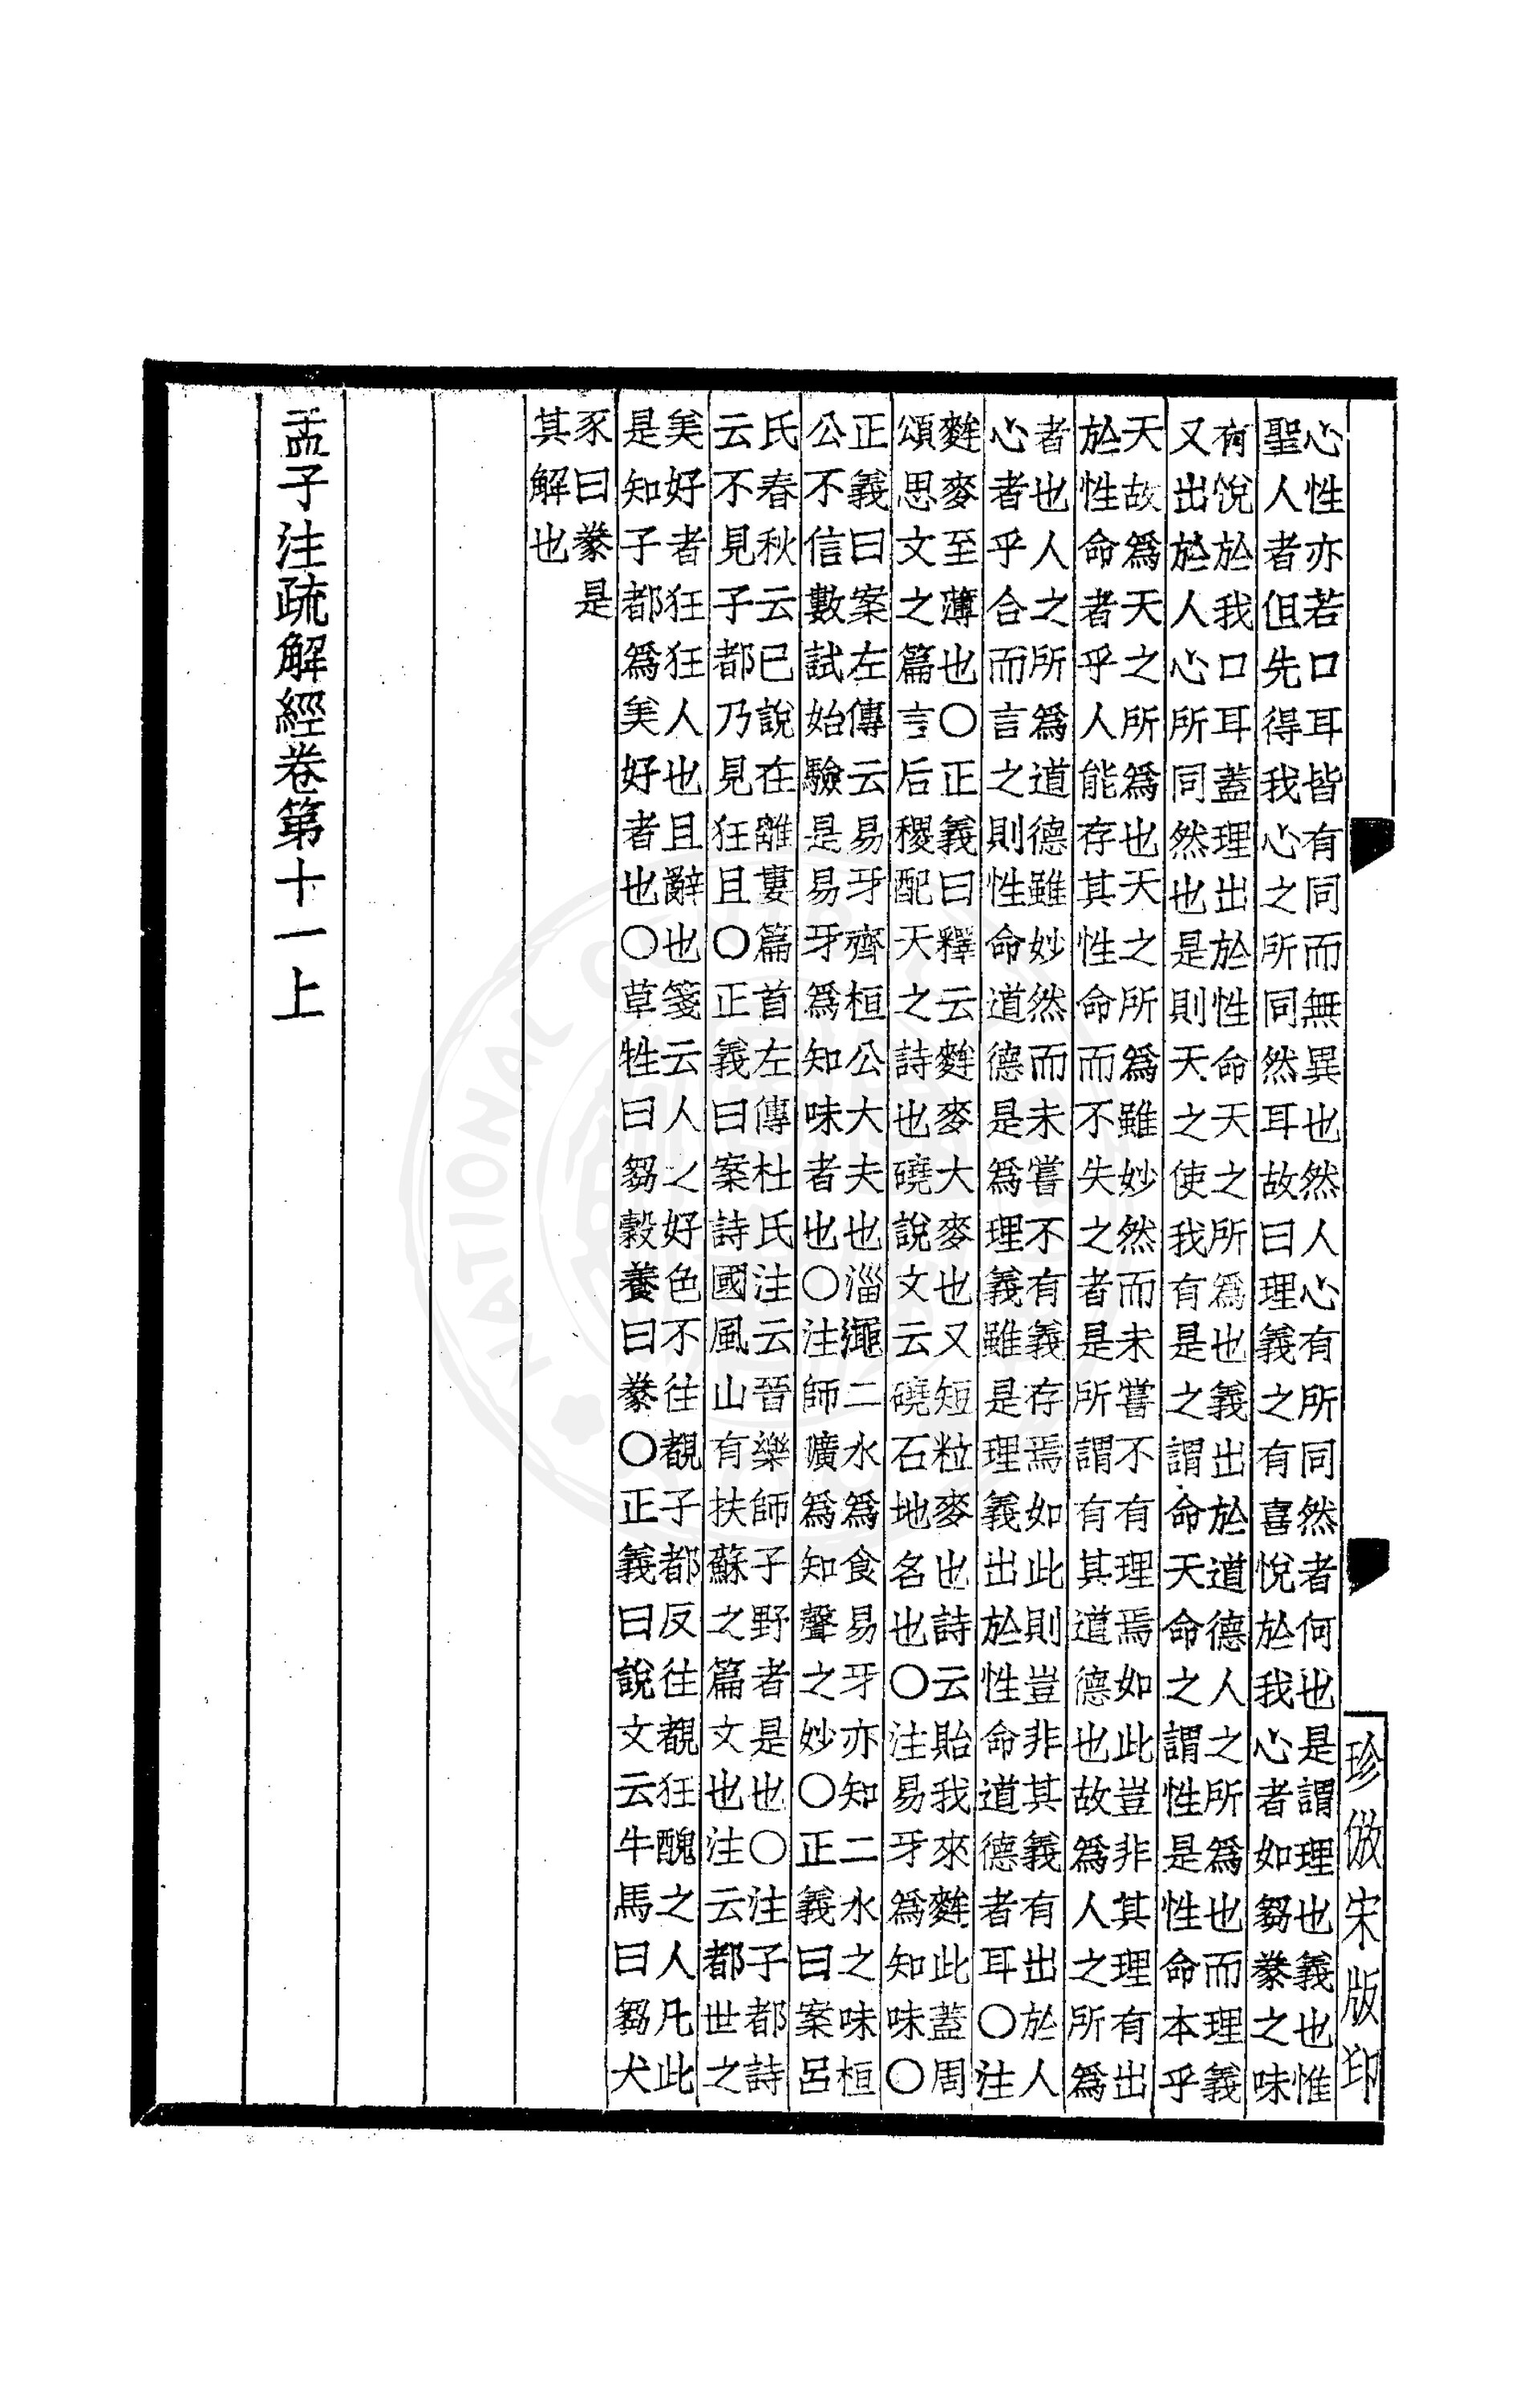 心性亦若口耳皆有同而無異也然人心有所同然者何也是謂理也義也惟
聖人者但先得我心之所同然耳故曰理義之有喜悅於我心者如芻豢之味
有悅於我口耳蓋理出於性命天之所爲也義出於道德人之所爲也而理義
又出於人心所同然也是則天之使我有是之謂命天命之謂性是性命本乎
天故爲天之所爲也天之所爲雖妙然而未嘗不有理焉如此豈非其理有出
於性命者乎人能存其性命而不失之者是所謂有其道德也故爲人之所爲
者也人之所爲道德雖妙然而未嘗不有義存焉如此則豈非其義有出於人
心者乎合而言之則性命道德是爲理義雖是理義出於性命道德者耳〇注
麰麥至薄也〇正義曰釋云麰麥大麥也又短粒麥也詩云貽我來麰此蓋周
頌思文之篇言后稷配天之詩也磽說文云磽石地名也〇注易牙爲知味〇
正義曰案左傳云易牙齊桓公大夫也淄澠二水爲食易牙亦知二水之味桓
公不信數試始驗是易牙爲知味者也〇注師曠爲知聲之妙〇正義曰案呂
氏春秋云已說在離婁篇首左傳杜氏注云晉樂師子野者是也〇注子都詩
云不見子都乃見狂且〇正義曰案詩國風山有扶蘇之篇文也注云都世之
美好者狂狂人也且辭也箋云人之好色不往覩子都反往覩狂醜之人凡此
是知子都爲美好者也〇草牲曰芻穀養曰豢〇正義曰說文云牛馬曰芻犬
豕曰豢是
其解也
孟子注疏解經卷第十一上
珍倣宋版印
NATIONAL